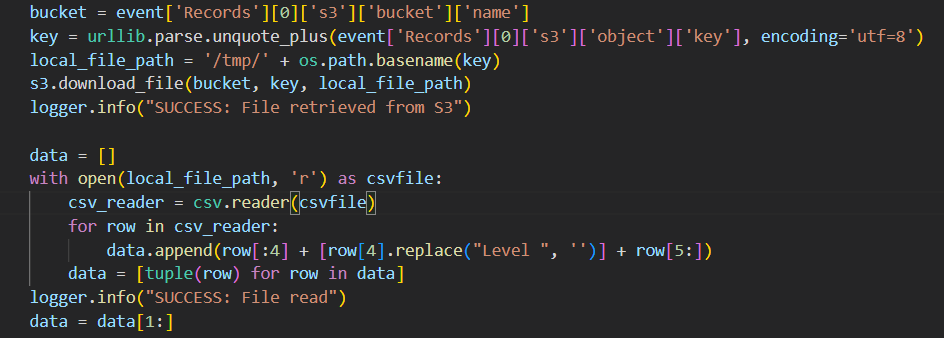 bucket = event['Records'][0]['s3']['bucket']['name']
key = urllib.parse.unquote_plus(event['Records'][0]['s3']['object']['key'], encoding='utf=8')
local_file_path = '/tmp/' + os.path.basename(key)
s3.download_file(bucket, key, local_file_path)
logger.info("SUCCESS: File retrieved from S3")

data = []
with open(local_file_path, 'r') as csvfile:
    csv_reader = csv.reader(csvfile)
    for row in csv_reader:
        data.append(row[:4] + [row[4].replace("Level ", '')] + row[5:])
    data = [tuple(row) for row in data]
logger.info("SUCCESS: File read")
data = data[1:]